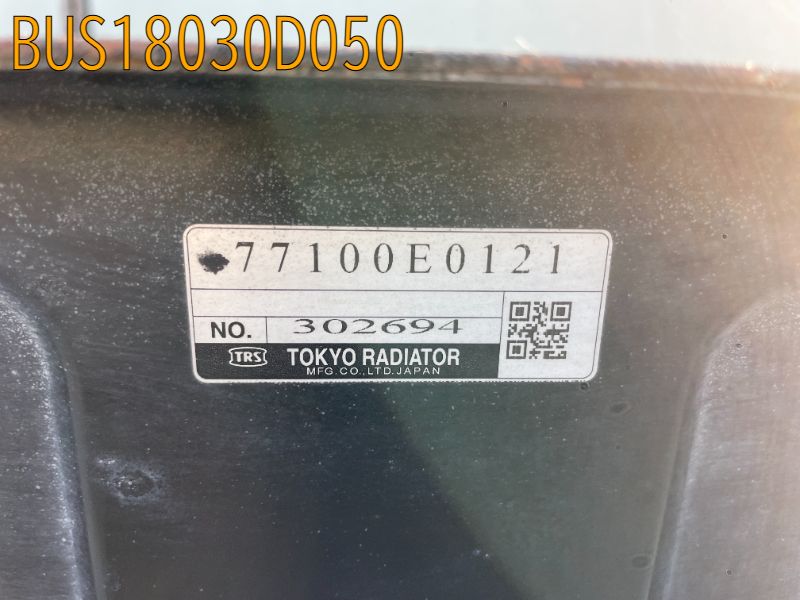 BUS18030D050
77100E0121
NO. 302694
TRS TOKYO RADIATOR
MFG.CO.,LTD.JAPAN